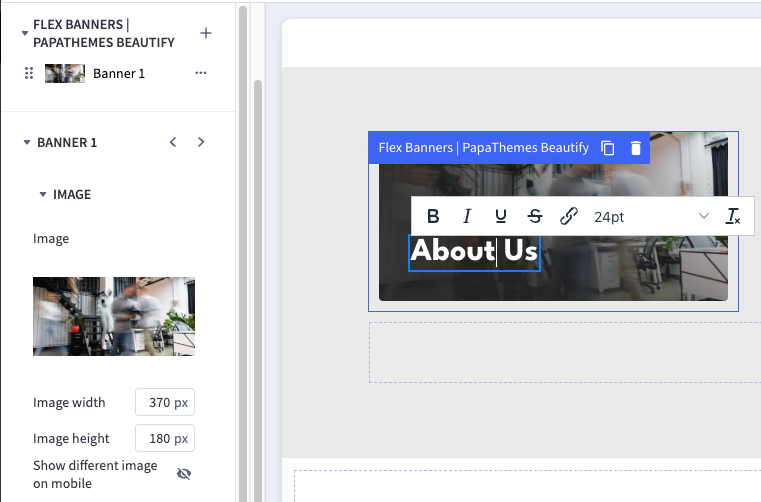 FLEX BANNERS |
PAPATHEMES BEAUTIFY
Banner 1
BANNER 1
IMAGE
Image
Image width
370 px
Image height
180 px
Show different image
on mobile
Flex Banners | PapaThemes Beautify
B I U S 24pt Tx
About Us